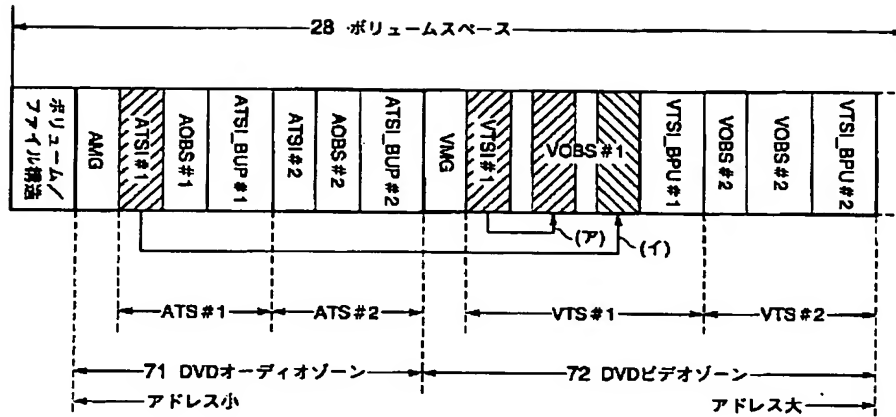 28 ボリュームスペース
ボリューム/
ファイル構造
AMG
ATSI#1
AOBS#1
ATSI_BUP#1
ATSI#2
AOBS#2
ATSI_BUP#2
VMG
VTSI#1
VOBS#1
VTSI_BPU#1
VOBS#2
VOBS#2
VTSI_BPU#2
(ア)
(イ)
ATS#1
ATS#2
VTS#1
VTS#2
71 DVDオーディオゾーン
72 DVDビデオゾーン
アドレス小
アドレス大